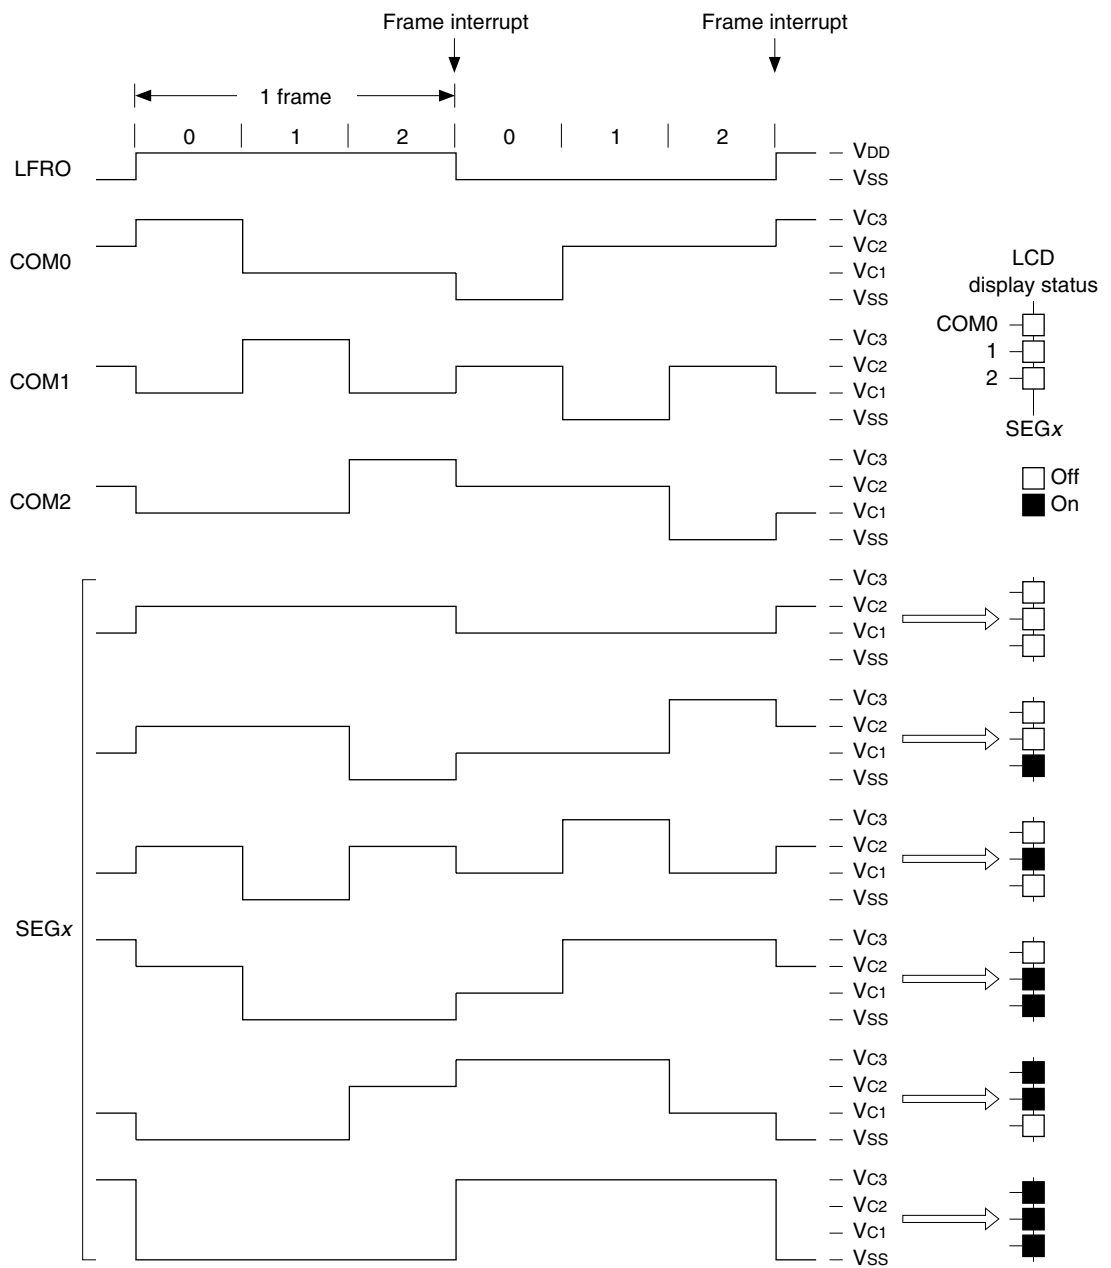 Frame interrupt Frame interrupt
1 frame
0 1 2 0 1 2
LFRO
VDD
VSS
COM0
VC3
VC2
VC1
VSS
LCD
display status
COM0
1
2
SEGx
Off
On
COM1
VC3
VC2
VC1
VSS
COM2
VC3
VC2
VC1
VSS
SEGx
VC3
VC2
VC1
VSS
VC3
VC2
VC1
VSS
VC3
VC2
VC1
VSS
VC3
VC2
VC1
VSS
VC3
VC2
VC1
VSS
VC3
VC2
VC1
VSS